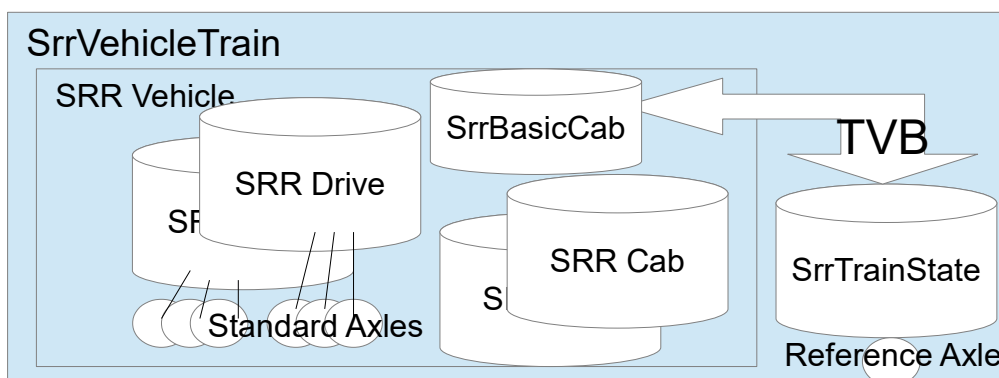 SrrVehicleTrain
SRR Vehicle
SrrBasicCab
TVB
SRR Drive
SRR Cab
SrrTrainState
Standard Axles
Reference Axle